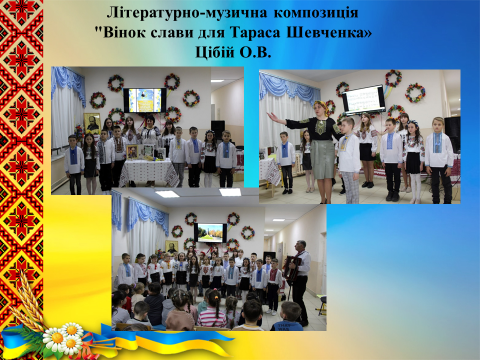 Літературно-музична композиція
"Вінок слави для Тараса Шевченка»
Цібій О.В.